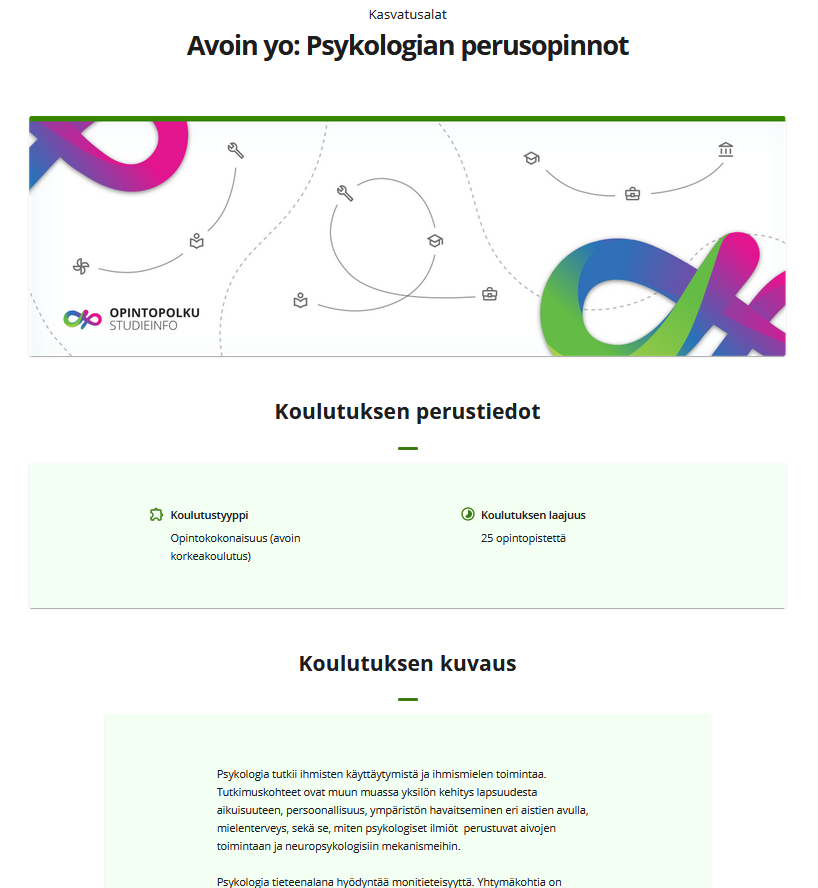 Kasvatusalat
Avoin yo: Psykologian perusopinnot
OPINTOPOLKU
STUDIEINFO
Koulutuksen perustiedot
Koulutustyyppi
Opintokokonaisuus (avoin
korkeakoulutus)
Koulutuksen laajuus
25 opintopistettä
Koulutuksen kuvaus
Psykologia tutkii ihmisten käyttäytymistä ja ihmismielen toimintaa.
Tutkimuskohteet ovat muun muassa yksilön kehitys lapsuudesta
aikuisuuteen, persoonallisuus, ympäristön havaitseminen eri aistien avulla,
mielenterveys, sekä se, miten psykologiset ilmiöt  perustuvat aivojen
toimintaan ja neuropsykologisiin mekanismeihin.
Psykologia tieteenalana hyödyntää monitieteisyyttä. Yhtymäkohtia on